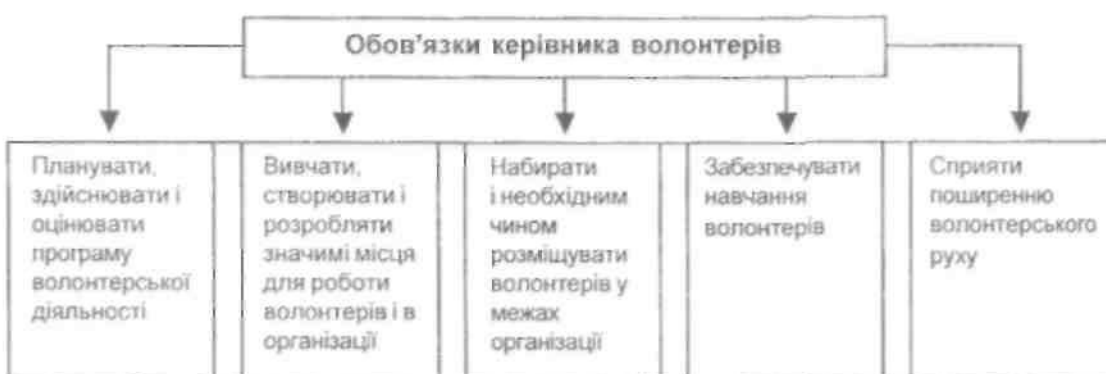 Обов'язки керівника волонтерів
Планувати,
здійснювати і
оцінювати
програму
волонтерської
діяльності
Вивчати,
створювати і
розробляти
значимі місця
для роботи
волонтерів і в
організації
Набирати
і необхідним
чином
розміщувати
волонтерів у
межах
організації
Забезпечувати
навчання
волонтерів
Сприяти
поширенню
волонтерського
руху